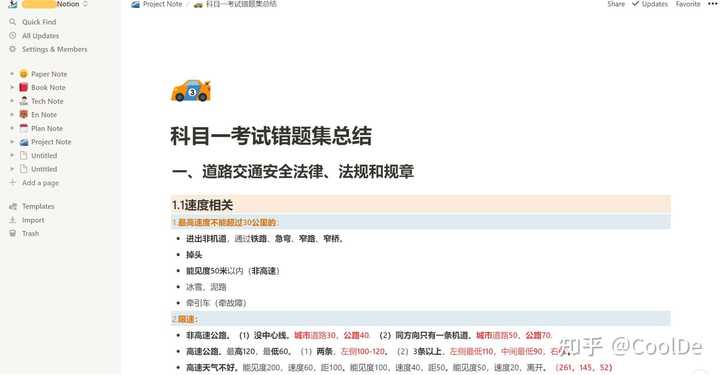 Notion
Project Note / 科目一考试错题集总结
Share Updates Favorite
Quick Find
All Updates
Settings & Members
Paper Note
Book Note
Tech Note
En Note
Plan Note
Project Note
Untitled
Untitled
Add a page
Templates
Import
Trash
3
科目一考试错题集总结
一、道路交通安全法律、法规和规章
1.1速度相关
1.最高速度不能超过30公里的:
进出非机道，通过铁路、急弯、窄路、窄桥。
掉头
能见度50米以内（非高速）
冰雪、泥路
牵引车（牵故障）
2.限速：
非高速公路。（1）没中心线。城市道路30，公路40.（2）同方向只有一条机道。城市道路50，公路70.
高速公路。最高120，最低60。（1）两条，左侧100-120。（2）3条以上，左侧最低110，中间最低90，右
高速天气不好。能见度200，速度60，距100。能见度100，速度40，距50。能见度50，速度20，离开。（261，145，52）
知乎 @CoolDe